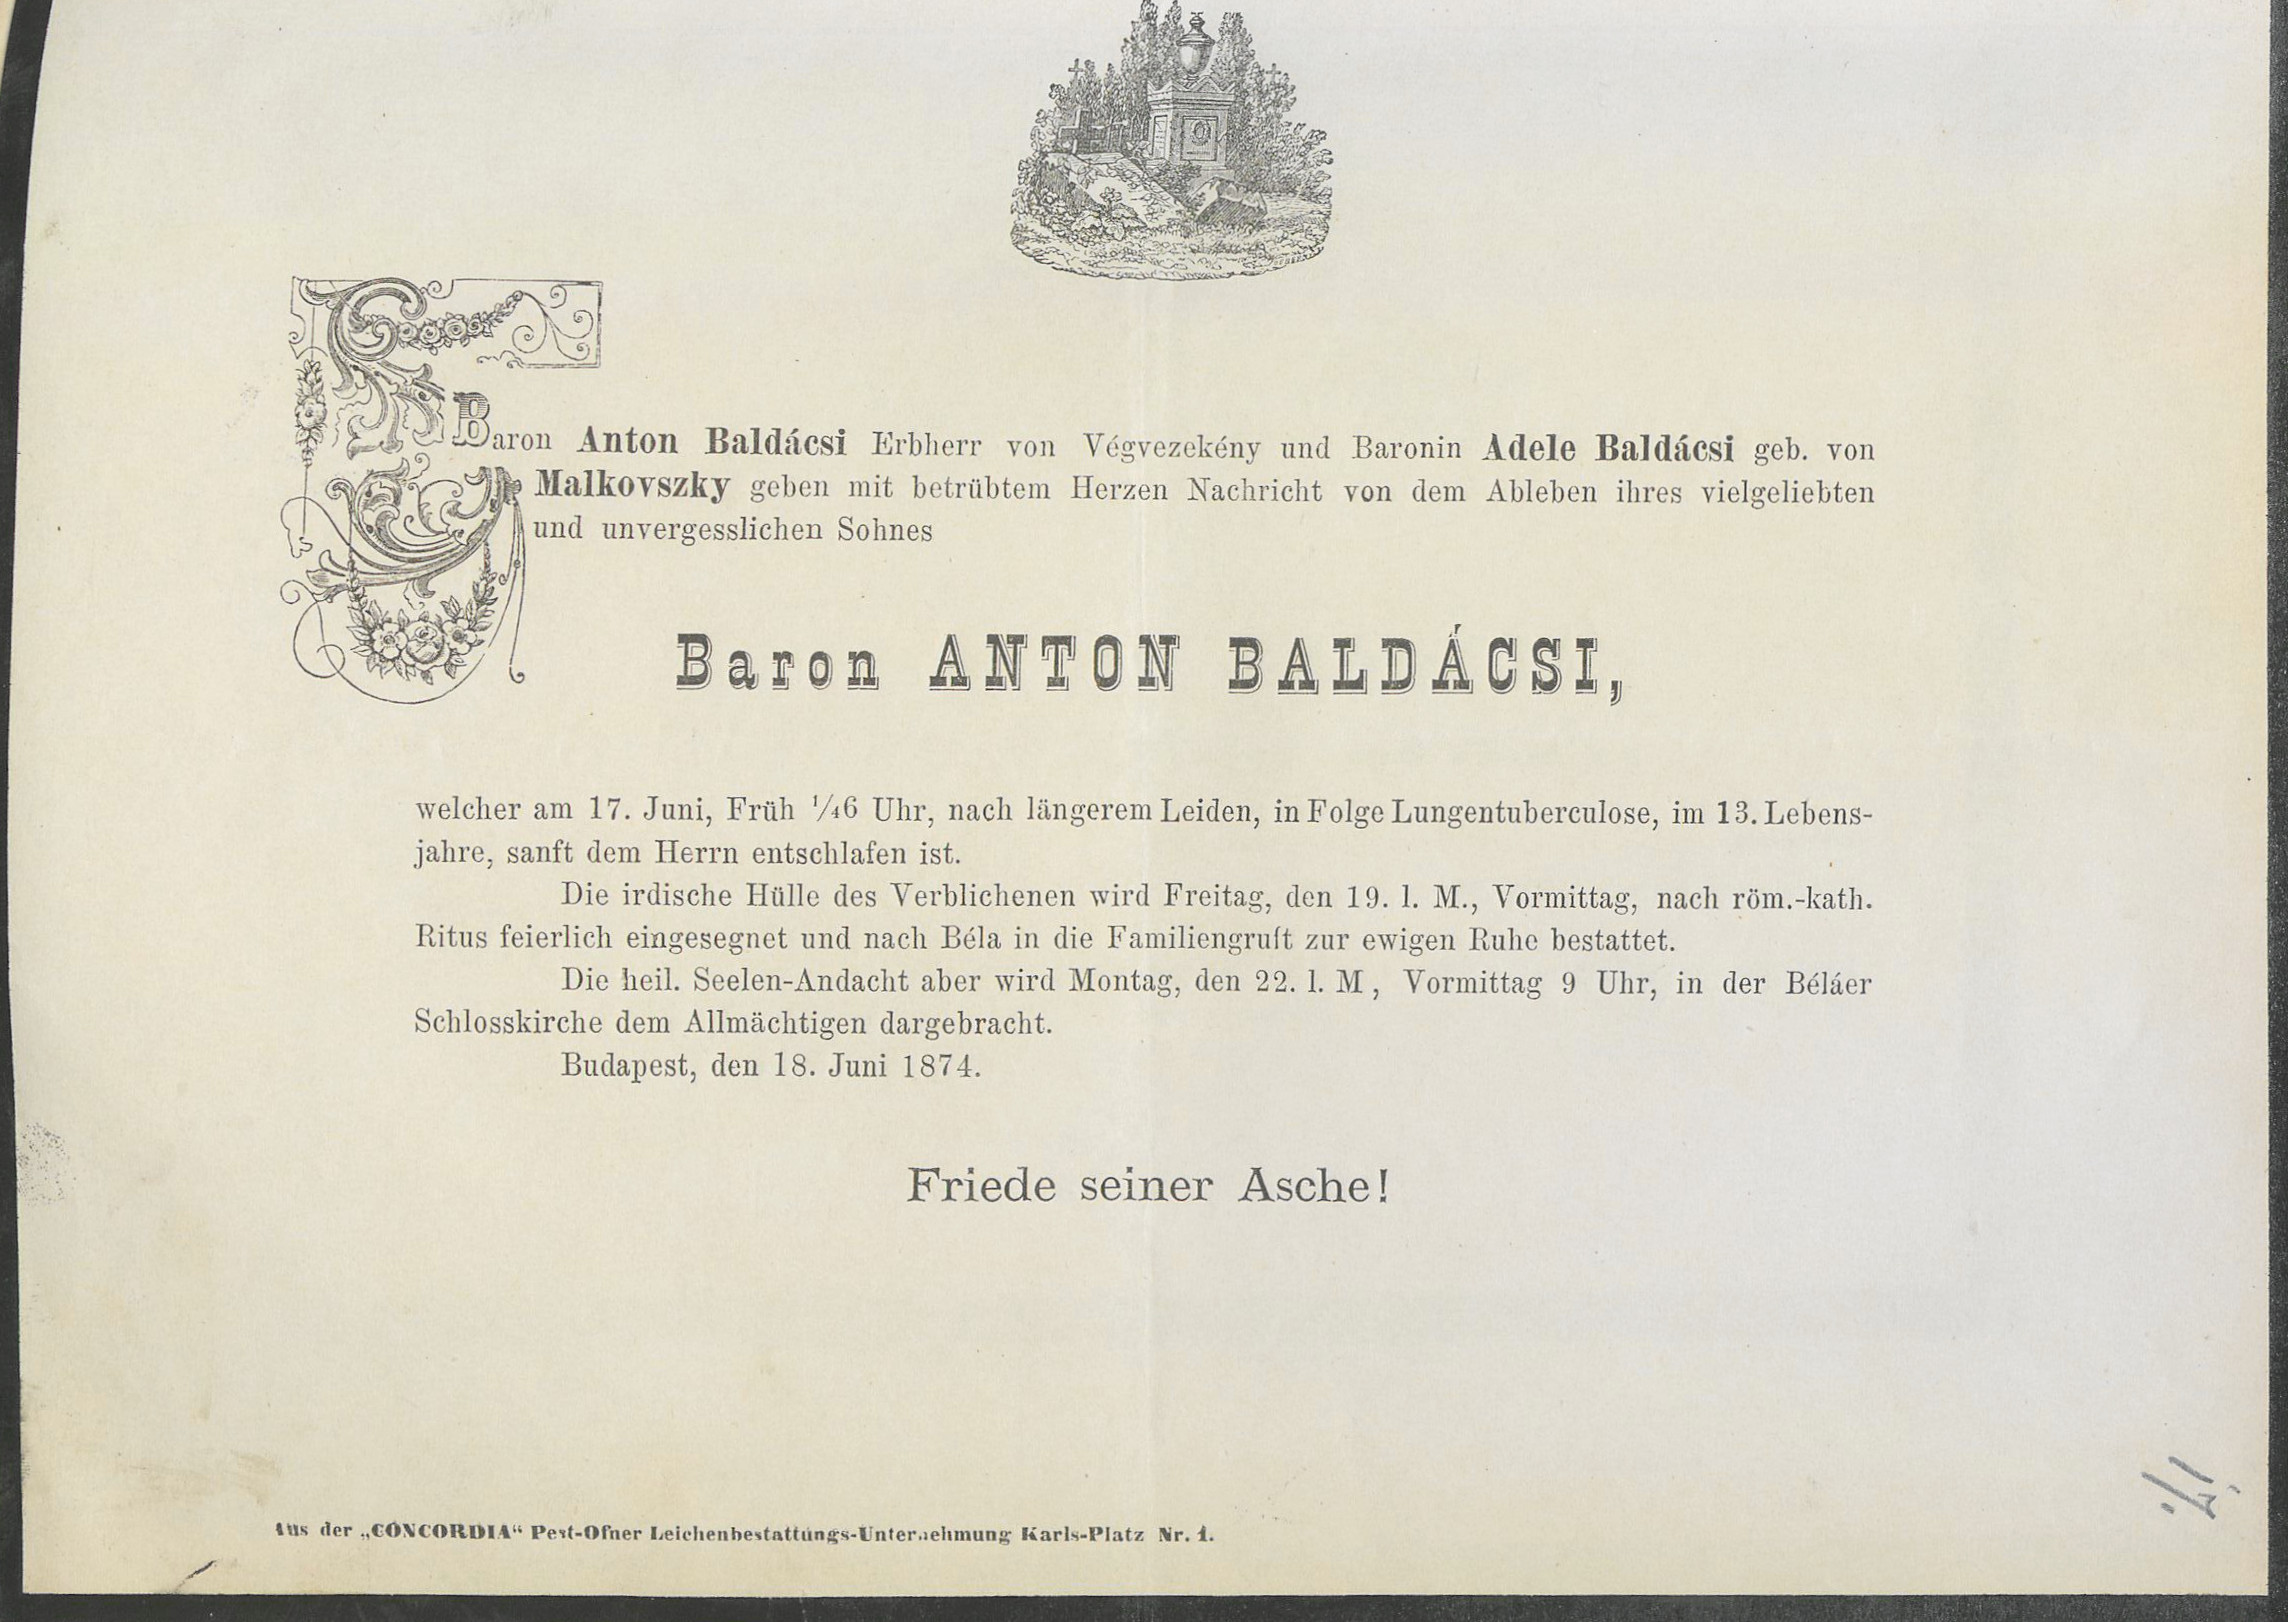 Baron Anton Baldácsi Erbherr von Végvezekény und Baronin Adele Baldácsi geb. von
Malkovszky geben mit betrübtem Herzen Nachricht von dem Ableben ihres vielgeliebten
und unvergesslichen Sohnes
Baron ANTON BALDÁCSI,
welcher am 17. Juni, Früh 1/46 Uhr, nach längerem Leiden, in Folge Lungentuberculose, im 13. Lebens-
jahre, sanft dem Herrn entschlafen ist.
Die irdische Hülle des Verblichenen wird Freitag, den 19. l. M., Vormittag, nach röm.-kath.
Ritus feierlich eingesegnet und nach Béla in die Familiengruft zur ewigen Ruhe bestattet.
Die heil. Seelen-Andacht aber wird Montag, den 22. l. M, Vormittag 9 Uhr, in der Béláer
Schlosskirche dem Allmächtigen dargebracht.
Budapest, den 18. Juni 1874.
Friede seiner Asche!
Aus der „CONCORDIA“ Pest-Ofner Leichenbestattungs-Unternehmung Karls-Platz Nr. 1.